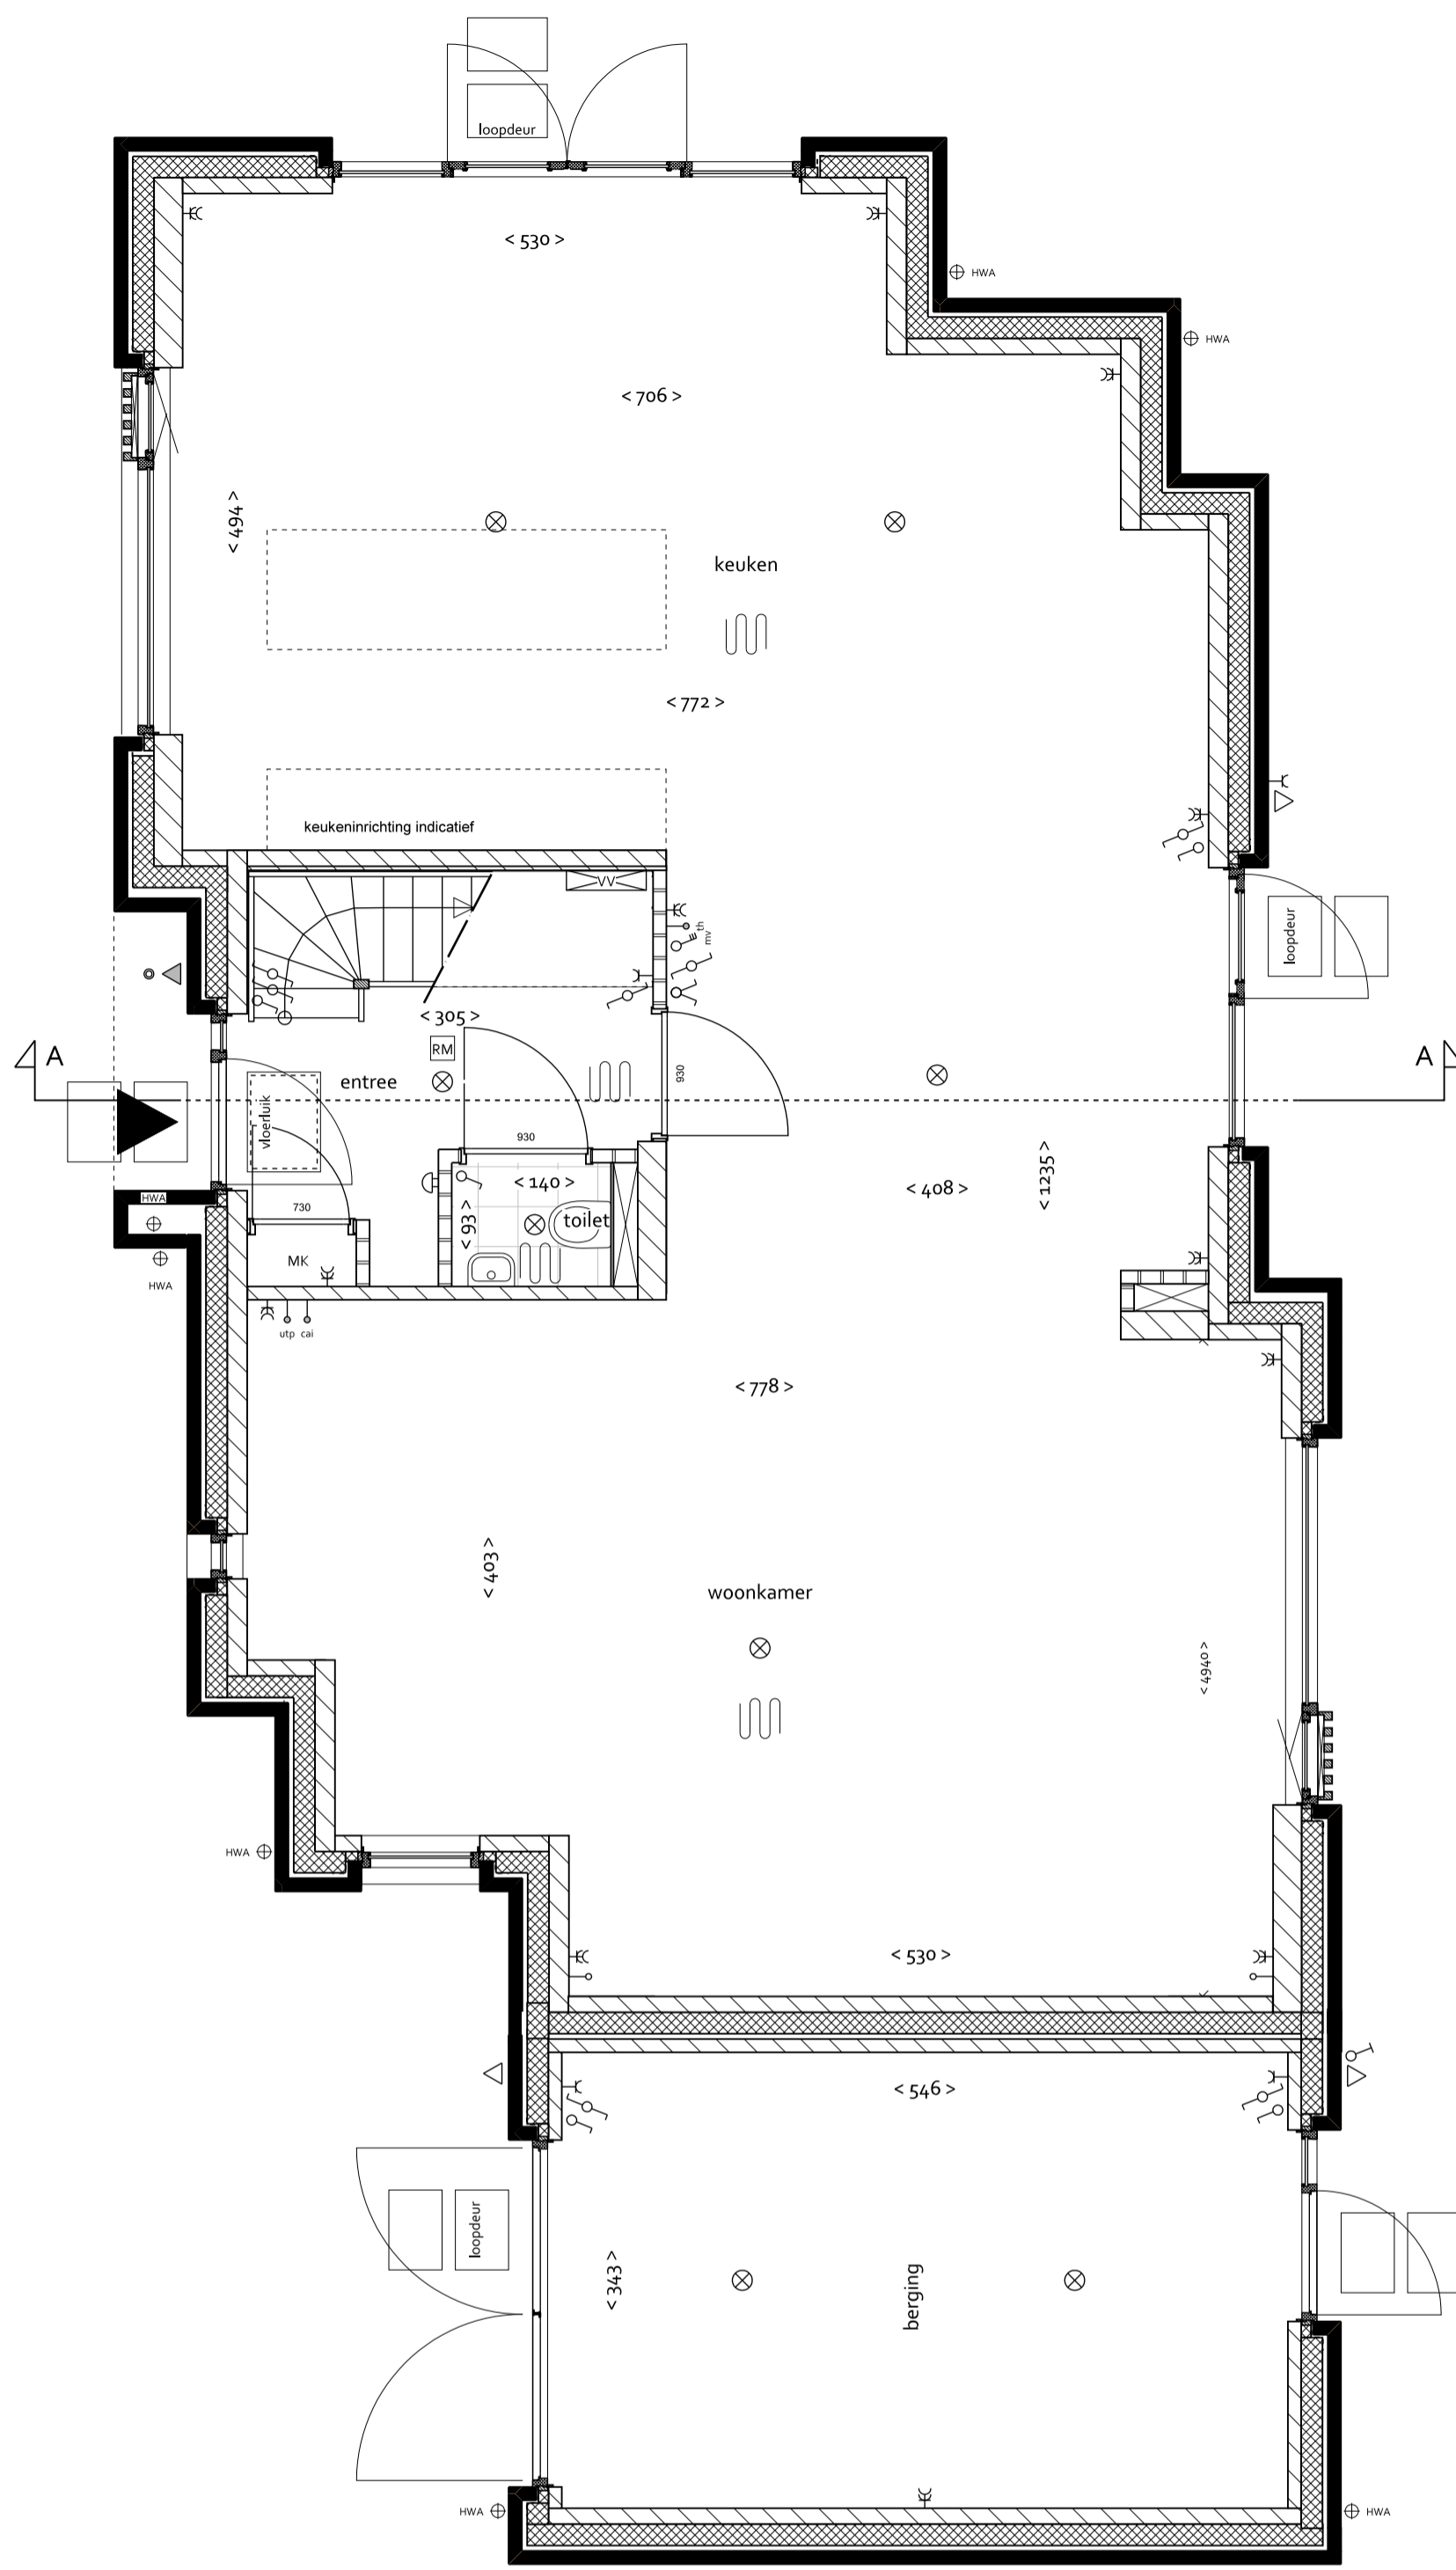 loopdeur
< 530 >
HWA
HWA
< 706 >
< 494 >
keuken
< 772 >
keukeninrichting indicatief
VV
loopdeur
th
mv
< 305 >
RM
A
A
entree
930
vloerluik
930
< 140 >
< 408 >
< 1235 >
HWA
730
< 93 >
toilet
MK
HWA
utp cai
< 778 >
< 403 >
woonkamer
< 4940 >
HWA
< 530 >
< 546 >
loopdeur
< 343 >
berging
HWA
HWA